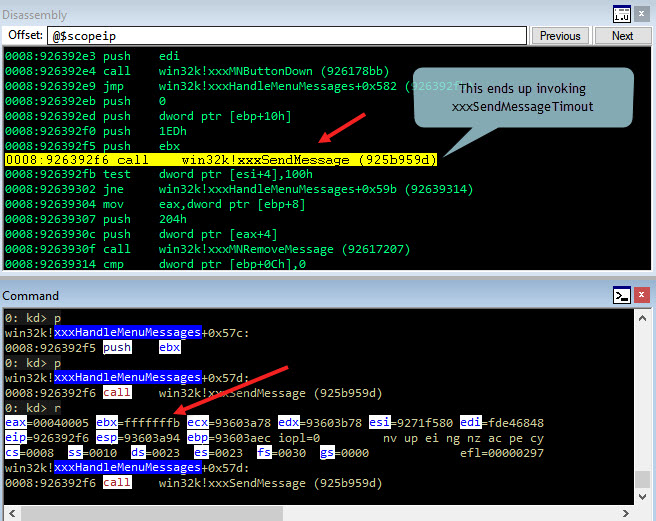 Disassembly
Offset: @$scopeip Previous Next
0008:926392e3 push edi
0008:926392e4 call win32k!xxxMNButtonDown (926178bb)
0008:926392e9 jmp win32k!xxxHandleMenuMessages+0x582 (926392f
0008:926392eb push 0
0008:926392ed push dword ptr [ebp+10h]
0008:926392f0 push 1EDh
0008:926392f5 push ebx
0008:926392f6 call win32k!xxxSendMessage (925b959d)
0008:926392fb test dword ptr [esi+4],100h
0008:92639302 jne win32k!xxxHandleMenuMessages+0x59b (92639314)
0008:92639304 mov eax,dword ptr [ebp+8]
0008:92639307 push 204h
0008:9263930c push dword ptr [eax+4]
0008:9263930f call win32k!xxxMNRemoveMessage (92617207)
0008:92639314 cmp dword ptr [ebp+0Ch],0
This ends up invoking
xxxSendMessageTimout
Command
0: kd> p
win32k!xxxHandleMenuMessages+0x57c:
0008:926392f5 push ebx
0: kd> p
win32k!xxxHandleMenuMessages+0x57d:
0008:926392f6 call win32k!xxxSendMessage (925b959d)
0: kd> r
eax=00040005 ebx=fffffffb ecx=93603a78 edx=93603b78 esi=9271f580 edi=fde46848
eip=926392f6 esp=93603a94 ebp=93603aec iopl=0 nv up ei ng nz ac pe cy
cs=0008 ss=0010 ds=0023 es=0023 fs=0030 gs=0000 efl=00000297
win32k!xxxHandleMenuMessages+0x57d:
0008:926392f6 call win32k!xxxSendMessage (925b959d)